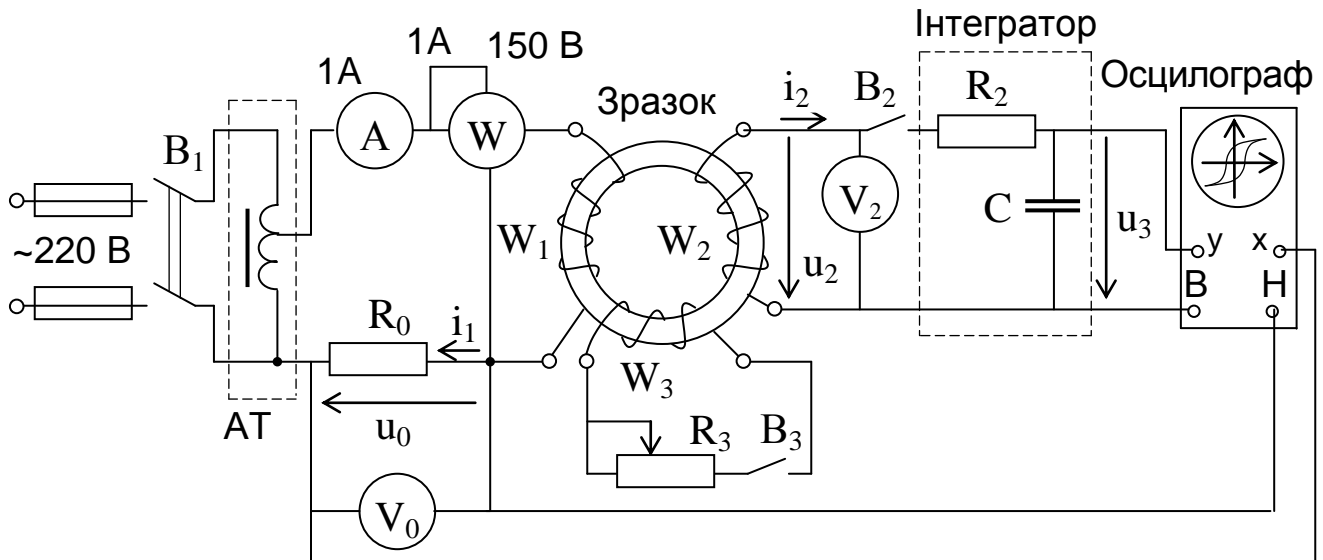 Інтегратор
1А
150 В
1А
Осцилограф
Зразок
i₂
B₂
R₂
A
W
B₁
V₂
C
u₃
~220 В
W₁
W₂
u₂
у
х
В
Н
R₀
i₁
W₃
АТ
u₀
R₃
B₃
V₀